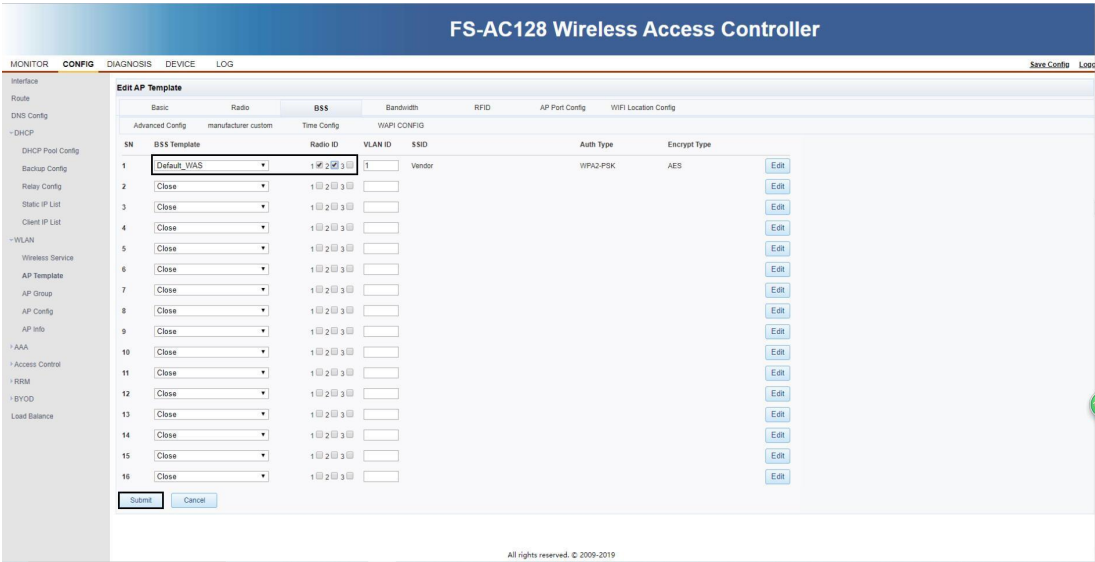 FS-AC128 Wireless Access Controller
MONITOR CONFIG DIAGNOSIS DEVICE LOG Save Config
Interface
Route
DNS Config
DHCP
DHCP Pool Config
Backup Config
Relay Config
Static IP List
Client IP List
WLAN
Wireless Service
AP Template
AP Group
AP Config
AP Info
AAA
Access Control
RRM
BYOD
Load Balance
Edit AP Template
Basic Radio BSS Bandwidth RFID AP Port Config WIFI Location Config
Advanced Config manufacturer custom Time Config WAPI CONFIG
SN BSS Template Radio ID VLAN ID SSID Auth Type Encrypt Type
1 Default_WAS 1 2 3 1 Vendor WPA2-PSK AES Edit
2 Close 1 2 3 Edit
3 Close 1 2 3 Edit
4 Close 1 2 3 Edit
5 Close 1 2 3 Edit
6 Close 1 2 3 Edit
7 Close 1 2 3 Edit
8 Close 1 2 3 Edit
9 Close 1 2 3 Edit
10 Close 1 2 3 Edit
11 Close 1 2 3 Edit
12 Close 1 2 3 Edit
13 Close 1 2 3 Edit
14 Close 1 2 3 Edit
15 Close 1 2 3 Edit
16 Close 1 2 3 Edit
Submit Cancel
All rights reserved. © 2009-2019